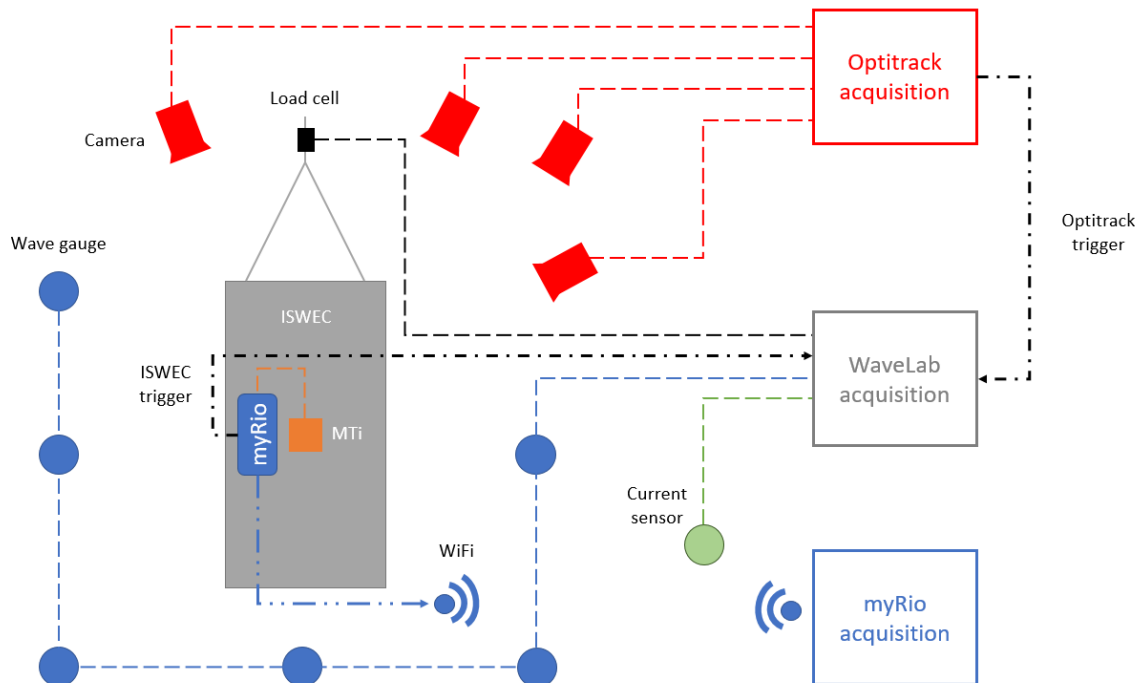 Optitrack
acquisition
Load cell
Camera
Optitrack
trigger
Wave gauge
ISWEC
ISWEC
trigger
WaveLab
acquisition
myRio
MTi
Current
sensor
WiFi
myRio
acquisition